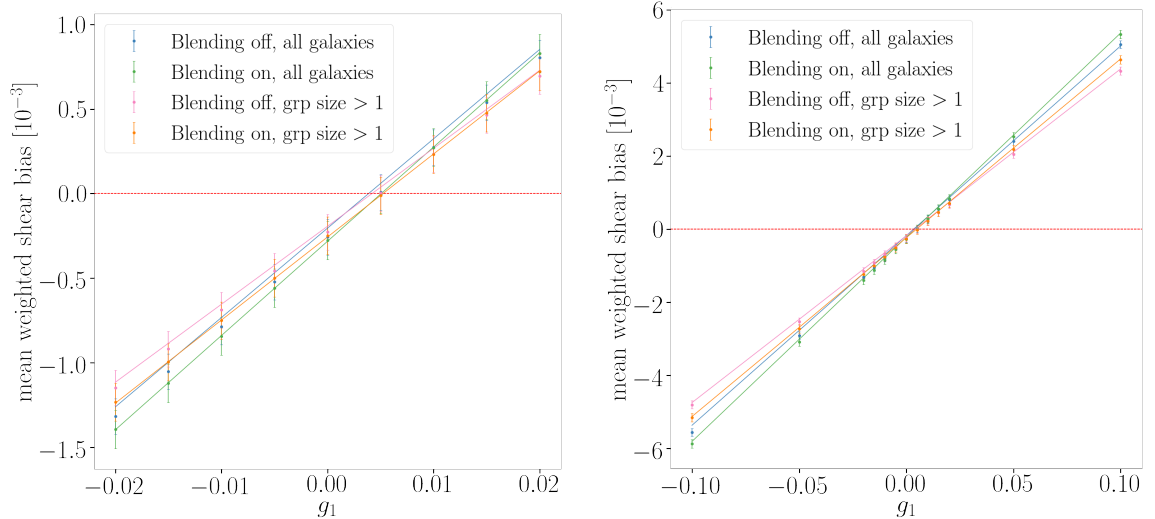 mean weighted shear bias [10⁻³]
1.0
0.5
0.0
−0.5
−1.0
−1.5
Blending off, all galaxies
Blending on, all galaxies
Blending off, grp size > 1
Blending on, grp size > 1
−0.02
−0.01
0.00
0.01
0.02
g₁
mean weighted shear bias [10⁻³]
6
4
2
0
−2
−4
−6
Blending off, all galaxies
Blending on, all galaxies
Blending off, grp size > 1
Blending on, grp size > 1
−0.10
−0.05
0.00
0.05
0.10
g₁